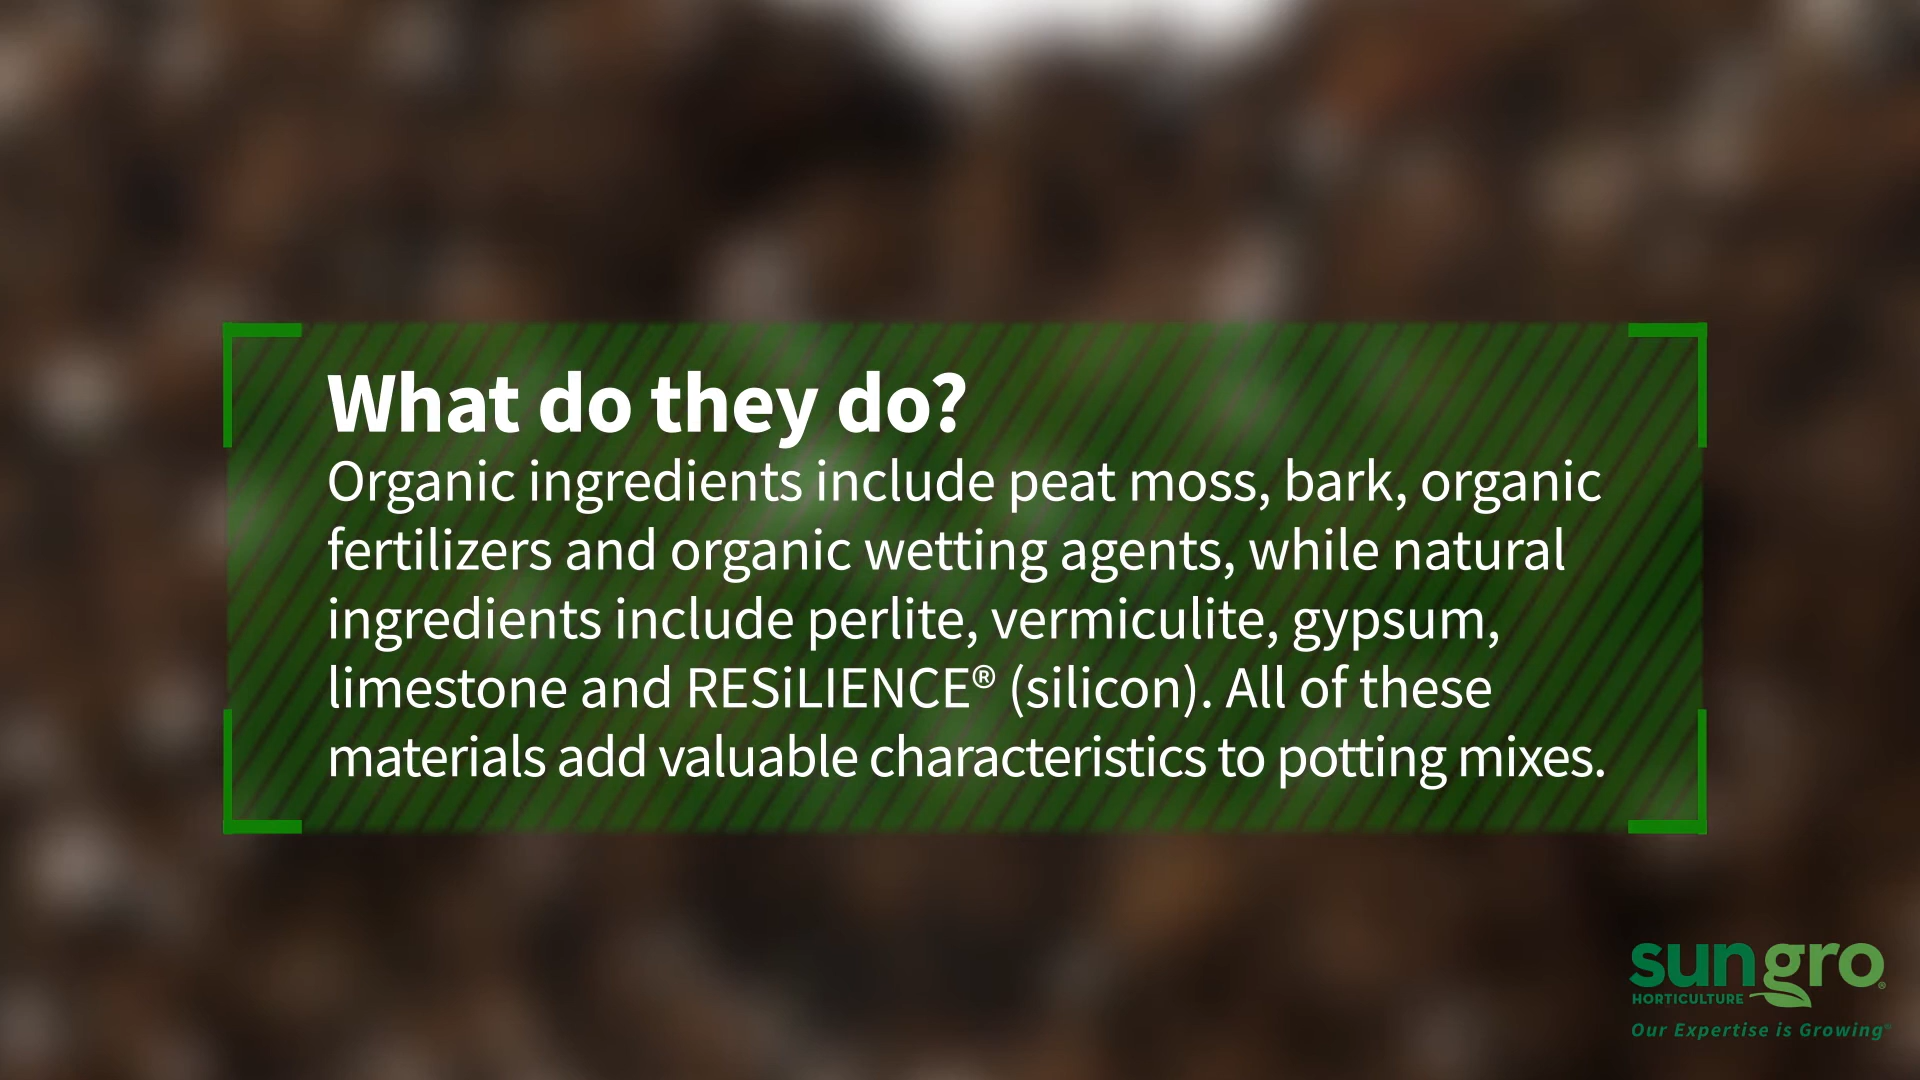 What do they do?
Organic ingredients include peat moss, bark, organic
fertilizers and organic wetting agents, while natural
ingredients include perlite, vermiculite, gypsum,
limestone and RESiLIENCE® (silicon). All of these
materials add valuable characteristics to potting mixes.
sungro®
HORTICULTURE
Our Expertise is Growing®